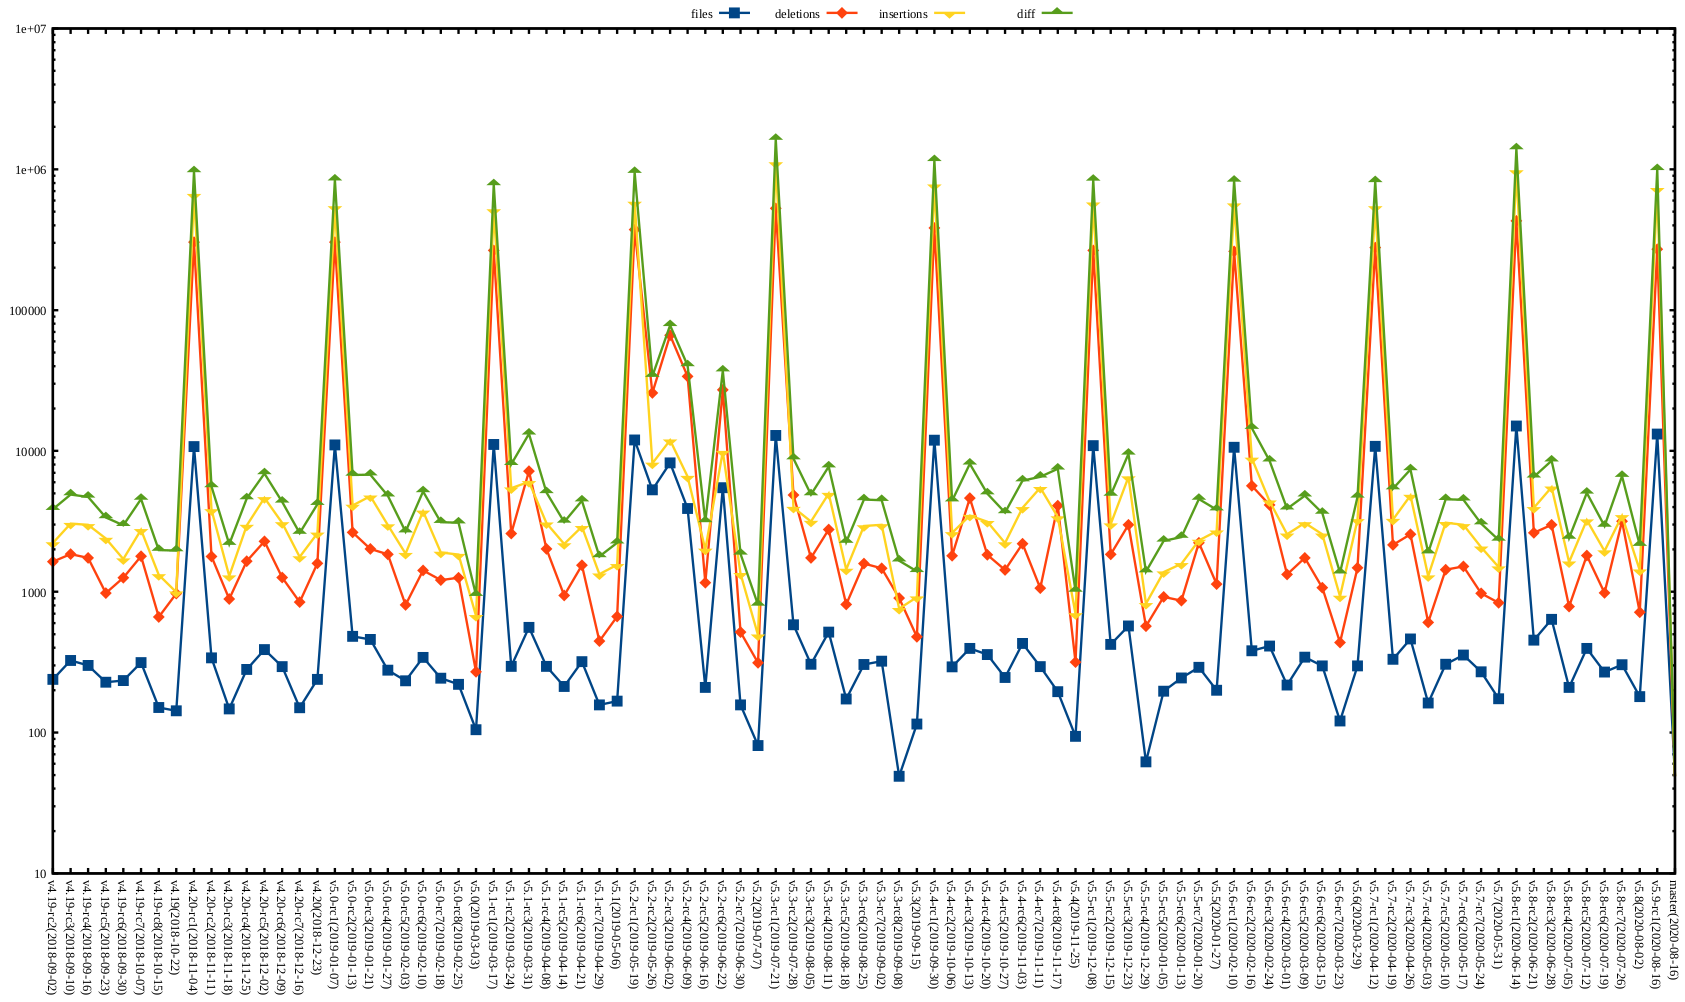 files deletions insertions diff
1e+07
1e+06
100000
10000
1000
100
10
v4.19-rc2(2018-09-02)
v4.19-rc3(2018-09-10)
v4.19-rc4(2018-09-16)
v4.19-rc5(2018-09-23)
v4.19-rc6(2018-09-30)
v4.19-rc7(2018-10-07)
v4.19-rc8(2018-10-15)
v4.19(2018-10-22)
v4.20-rc1(2018-11-04)
v4.20-rc2(2018-11-11)
v4.20-rc3(2018-11-18)
v4.20-rc4(2018-11-25)
v4.20-rc5(2018-12-02)
v4.20-rc6(2018-12-09)
v4.20-rc7(2018-12-16)
v4.20(2018-12-23)
v5.0-rc1(2019-01-07)
v5.0-rc2(2019-01-13)
v5.0-rc3(2019-01-21)
v5.0-rc4(2019-01-27)
v5.0-rc5(2019-02-03)
v5.0-rc6(2019-02-10)
v5.0-rc7(2019-02-18)
v5.0-rc8(2019-02-25)
v5.0(2019-03-03)
v5.1-rc1(2019-03-17)
v5.1-rc2(2019-03-24)
v5.1-rc3(2019-03-31)
v5.1-rc4(2019-04-08)
v5.1-rc5(2019-04-14)
v5.1-rc6(2019-04-21)
v5.1-rc7(2019-04-29)
v5.1(2019-05-06)
v5.2-rc1(2019-05-19)
v5.2-rc2(2019-05-26)
v5.2-rc3(2019-06-02)
v5.2-rc4(2019-06-09)
v5.2-rc5(2019-06-16)
v5.2-rc6(2019-06-22)
v5.2-rc7(2019-06-30)
v5.2(2019-07-07)
v5.3-rc1(2019-07-21)
v5.3-rc2(2019-07-28)
v5.3-rc3(2019-08-05)
v5.3-rc4(2019-08-11)
v5.3-rc5(2019-08-18)
v5.3-rc6(2019-08-25)
v5.3-rc7(2019-09-02)
v5.3-rc8(2019-09-08)
v5.3(2019-09-15)
v5.4-rc1(2019-09-30)
v5.4-rc2(2019-10-06)
v5.4-rc3(2019-10-13)
v5.4-rc4(2019-10-20)
v5.4-rc5(2019-10-27)
v5.4-rc6(2019-11-03)
v5.4-rc7(2019-11-11)
v5.4-rc8(2019-11-17)
v5.4(2019-11-25)
v5.5-rc1(2019-12-08)
v5.5-rc2(2019-12-15)
v5.5-rc3(2019-12-23)
v5.5-rc4(2019-12-29)
v5.5-rc5(2020-01-05)
v5.5-rc6(2020-01-13)
v5.5-rc7(2020-01-20)
v5.5(2020-01-27)
v5.6-rc1(2020-02-10)
v5.6-rc2(2020-02-16)
v5.6-rc3(2020-02-24)
v5.6-rc4(2020-03-01)
v5.6-rc5(2020-03-09)
v5.6-rc6(2020-03-15)
v5.6-rc7(2020-03-23)
v5.6(2020-03-29)
v5.7-rc1(2020-04-12)
v5.7-rc2(2020-04-19)
v5.7-rc3(2020-04-26)
v5.7-rc4(2020-05-03)
v5.7-rc5(2020-05-10)
v5.7-rc6(2020-05-17)
v5.7-rc7(2020-05-24)
v5.7(2020-05-31)
v5.8-rc1(2020-06-14)
v5.8-rc2(2020-06-21)
v5.8-rc3(2020-06-28)
v5.8-rc4(2020-07-05)
v5.8-rc5(2020-07-12)
v5.8-rc6(2020-07-19)
v5.8-rc7(2020-07-26)
v5.8(2020-08-02)
v5.9-rc1(2020-08-16)
master(2020-08-16)